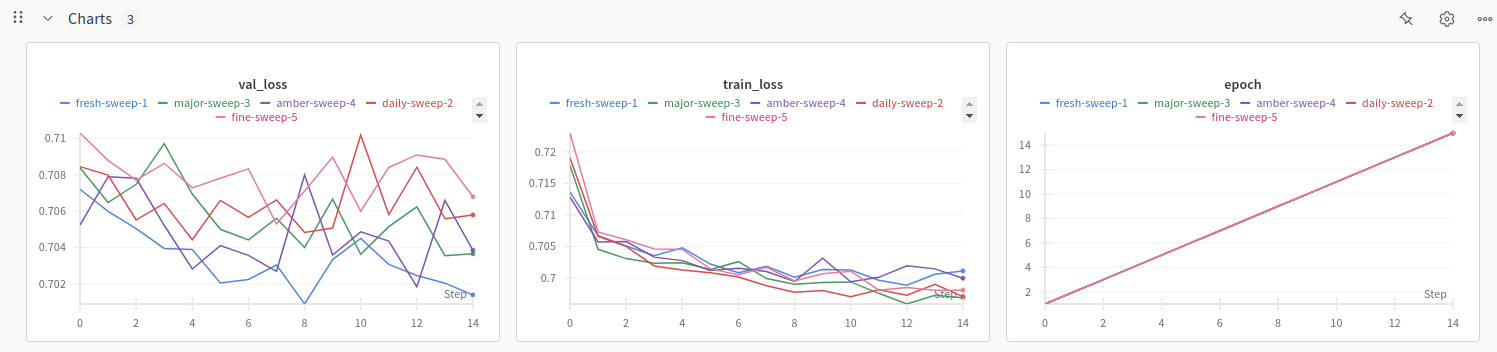 Charts 3
val_loss
fresh-sweep-1 major-sweep-3 amber-sweep-4 daily-sweep-2
fine-sweep-5
0.71
0.708
0.706
0.704
0.702
Step
0 2 4 6 8 10 12 14
train_loss
fresh-sweep-1 major-sweep-3 amber-sweep-4 daily-sweep-2
fine-sweep-5
0.72
0.715
0.71
0.705
0.7
Step
0 2 4 6 8 10 12 14
epoch
fresh-sweep-1 major-sweep-3 amber-sweep-4 daily-sweep-2
fine-sweep-5
14
12
10
8
6
4
2
Step
0 2 4 6 8 10 12 14